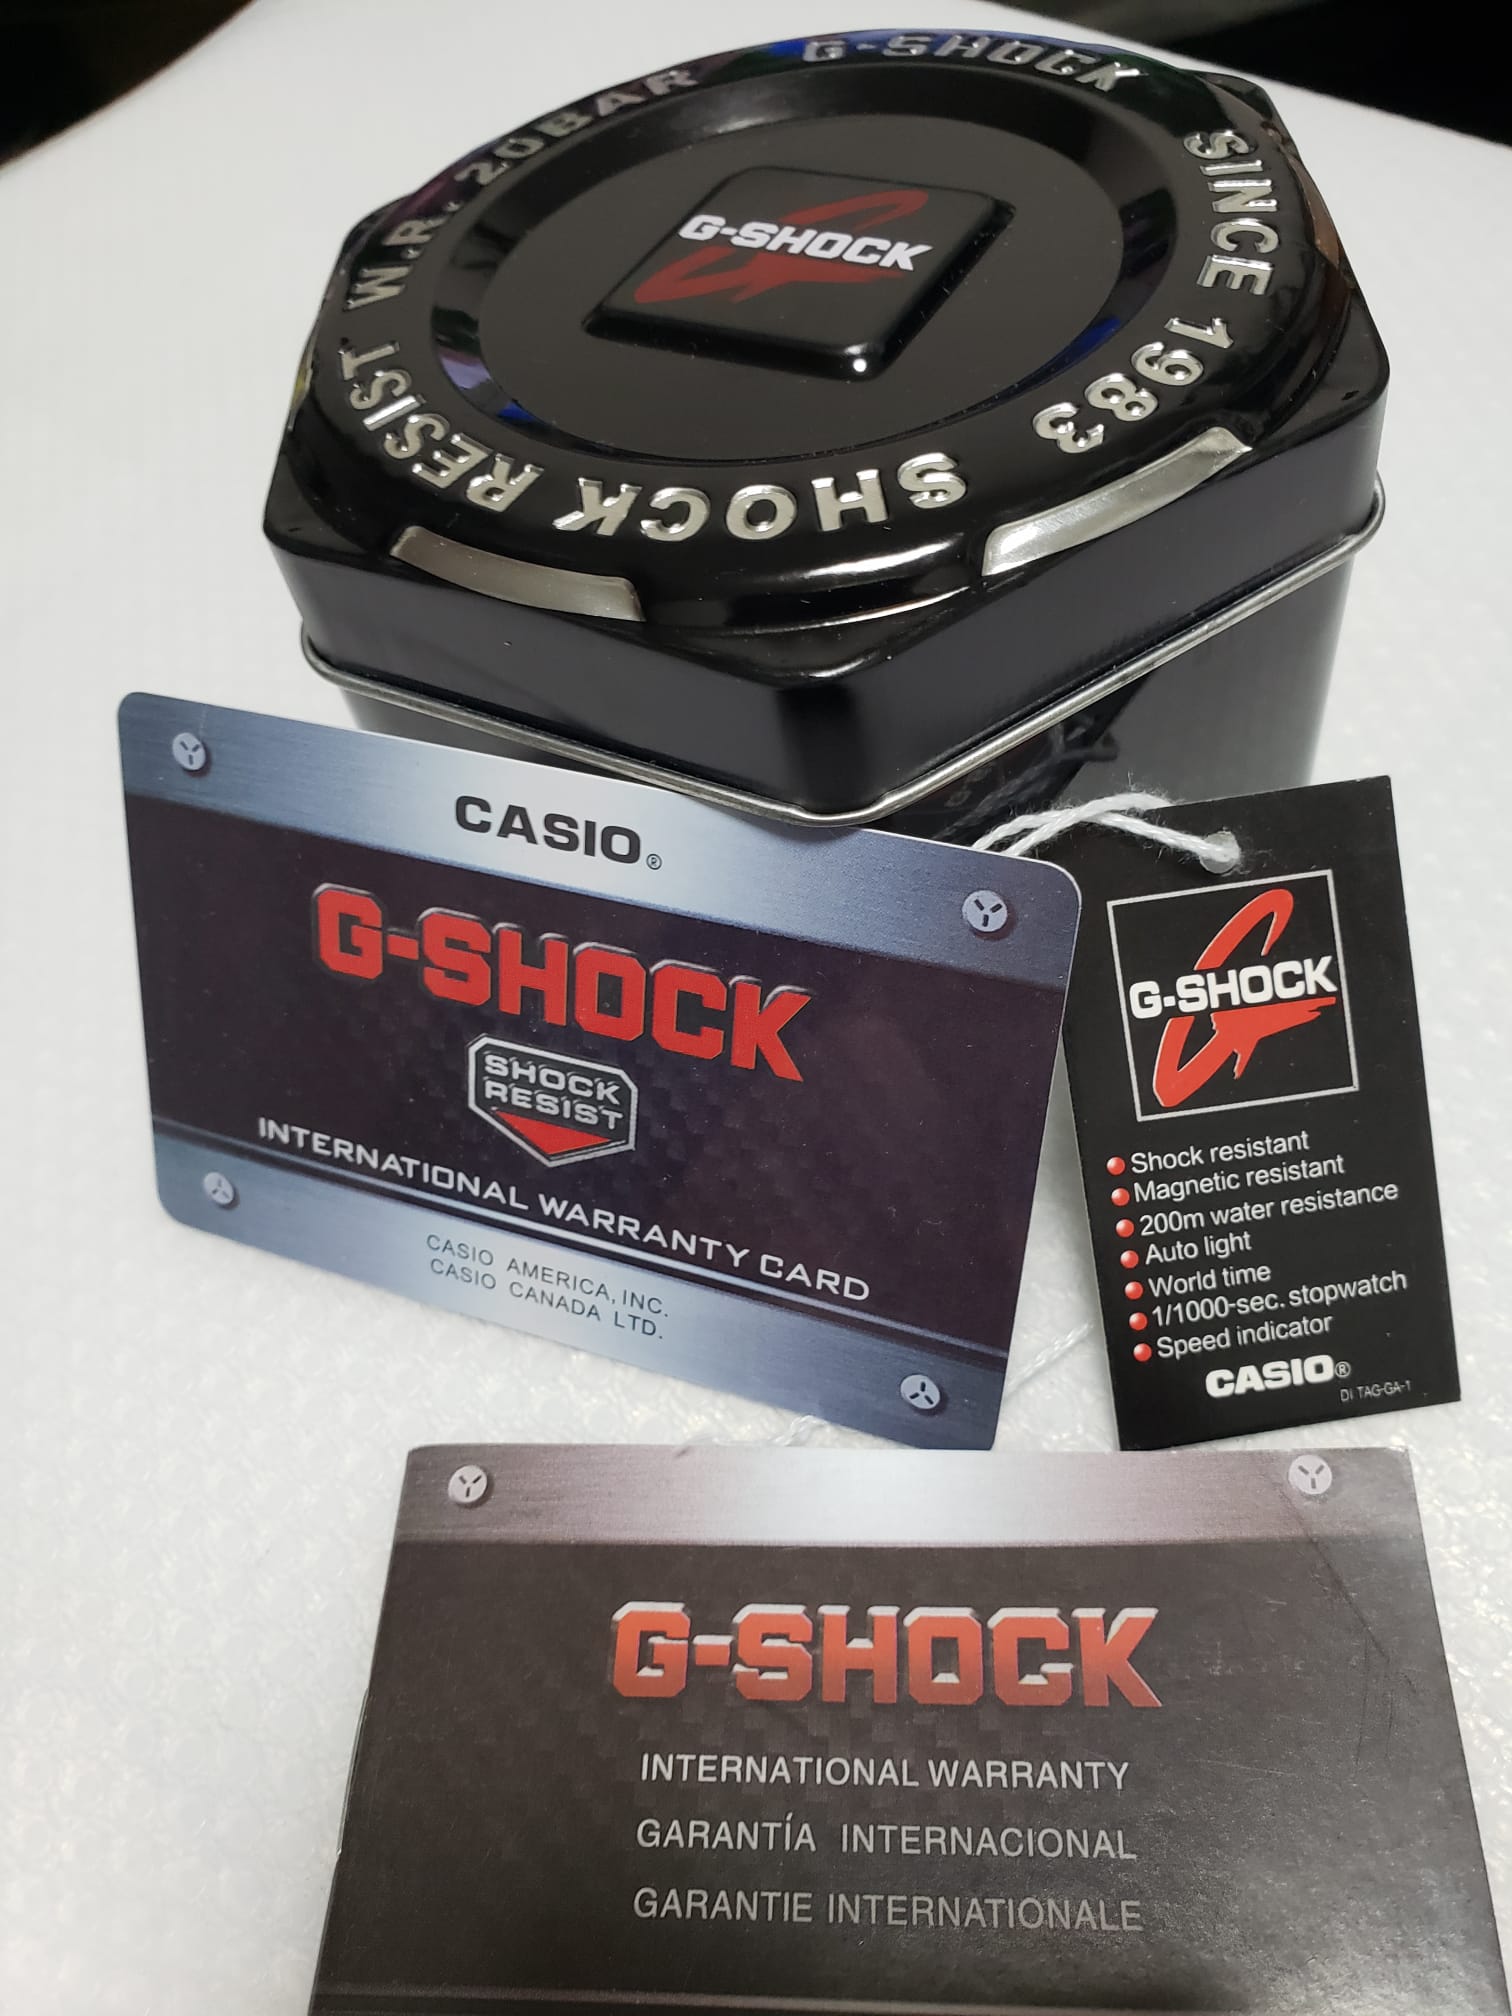 G-SHOCK
SINCE 1983
SHOCK RESIST
W.R. 20BAR
G-SHOCK
CASIO®
G-SHOCK
SHOCK
RESIST
INTERNATIONAL WARRANTY CARD
CASIO AMERICA, INC.
CASIO CANADA LTD.
G-SHOCK
Shock resistant
Magnetic resistant
200m water resistance
Auto light
World time
1/1000-sec. stopwatch
Speed indicator
CASIO®
DI TAG-GA-1
G-SHOCK
INTERNATIONAL WARRANTY
GARANTÍA INTERNACIONAL
GARANTIE INTERNATIONALE